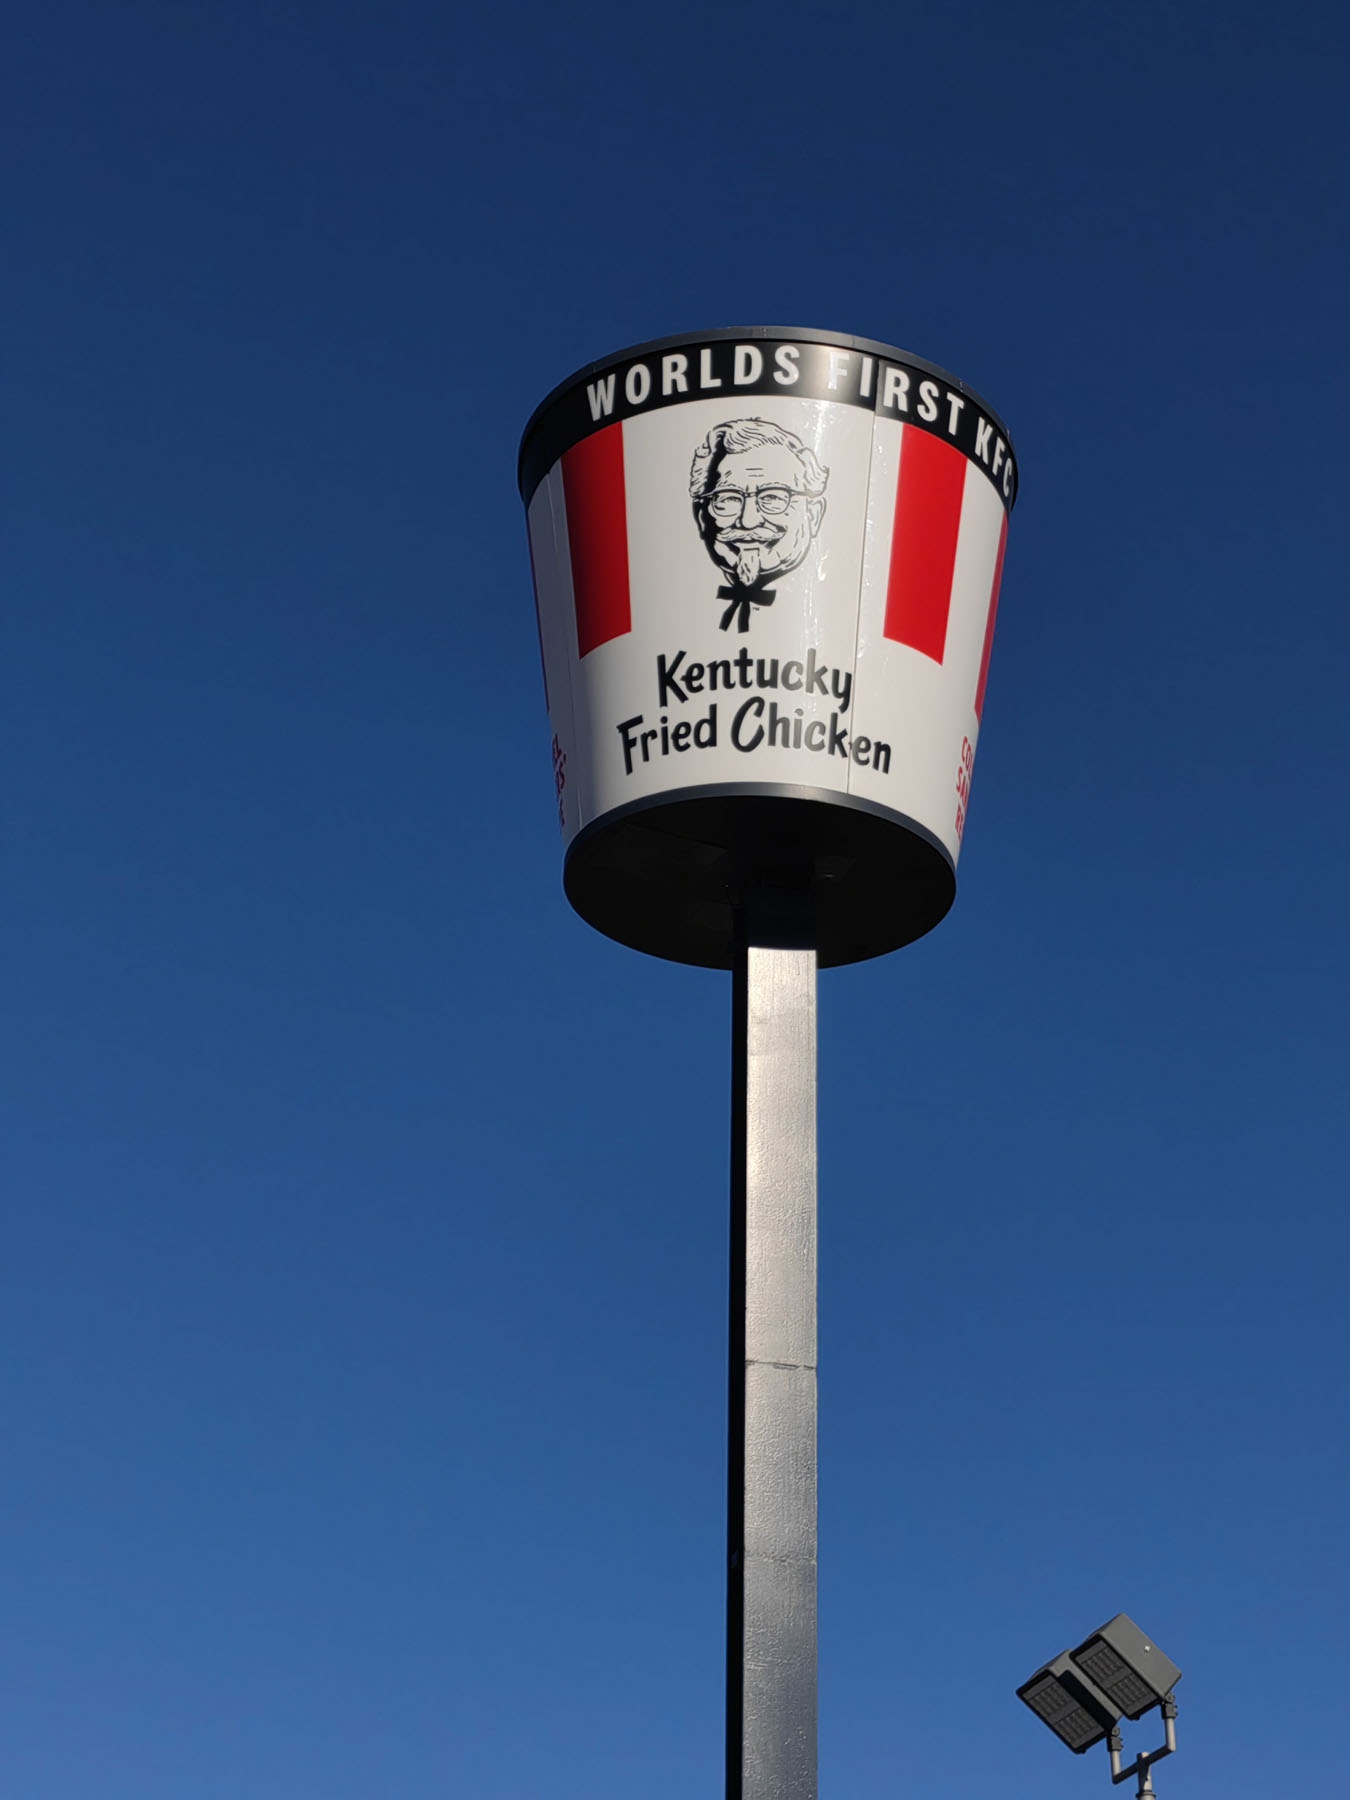 WORLDS FIRST KFC
Kentucky
Fried Chicken